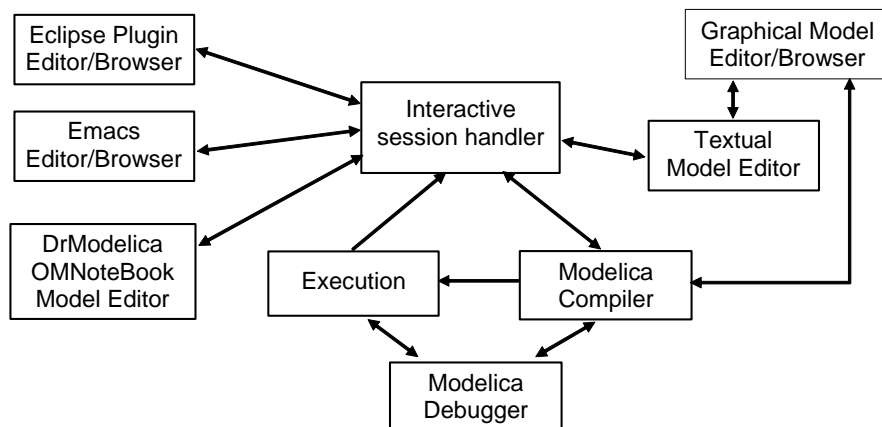 Eclipse Plugin
Editor/Browser
Graphical Model
Editor/Browser
Interactive
session handler
Emacs
Editor/Browser
Textual
Model Editor
DrModelica
OMNoteBook
Model Editor
Execution
Modelica
Compiler
Modelica
Debugger